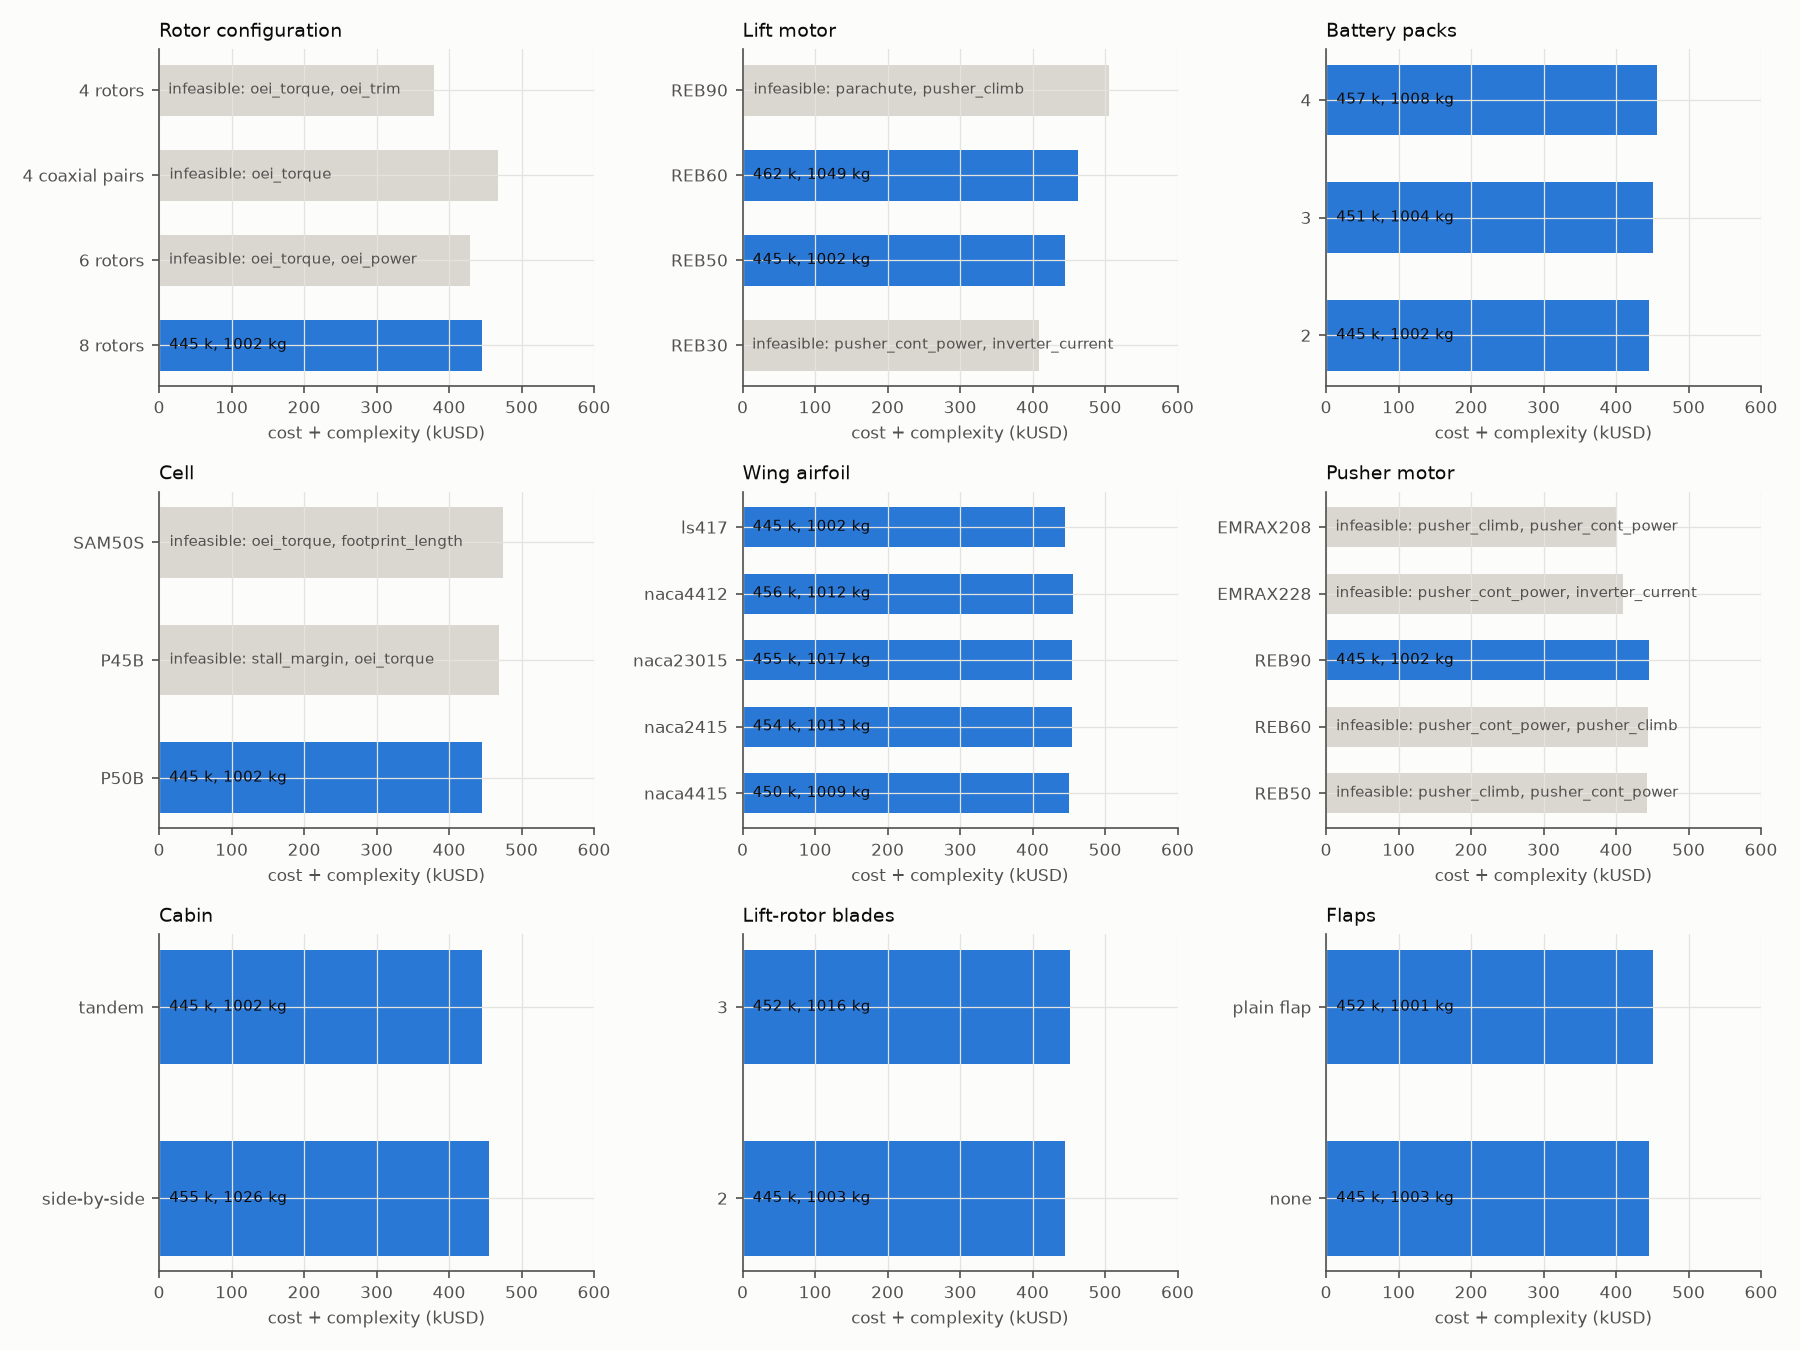 Rotor configuration
4 rotors
infeasible: oei_torque, oei_trim
4 coaxial pairs
infeasible: oei_torque
6 rotors
infeasible: oei_torque, oei_power
8 rotors
445 k, 1002 kg
0 100 200 300 400 500 600
cost + complexity (kUSD)
Lift motor
REB90
infeasible: parachute, pusher_climb
REB60
462 k, 1049 kg
REB50
445 k, 1002 kg
REB30
infeasible: pusher_cont_power, inverter_current
0 100 200 300 400 500 600
cost + complexity (kUSD)
Battery packs
4
457 k, 1008 kg
3
451 k, 1004 kg
2
445 k, 1002 kg
0 100 200 300 400 500 600
cost + complexity (kUSD)
Cell
SAM50S
infeasible: oei_torque, footprint_length
P45B
infeasible: stall_margin, oei_torque
P50B
445 k, 1002 kg
0 100 200 300 400 500 600
cost + complexity (kUSD)
Wing airfoil
ls417
445 k, 1002 kg
naca4412
456 k, 1012 kg
naca23015
455 k, 1017 kg
naca2415
454 k, 1013 kg
naca4415
450 k, 1009 kg
0 100 200 300 400 500 600
cost + complexity (kUSD)
Pusher motor
EMRAX208
infeasible: pusher_climb, pusher_cont_power
EMRAX228
infeasible: pusher_cont_power, inverter_current
REB90
445 k, 1002 kg
REB60
infeasible: pusher_cont_power, pusher_climb
REB50
infeasible: pusher_climb, pusher_cont_power
0 100 200 300 400 500 600
cost + complexity (kUSD)
Cabin
tandem
445 k, 1002 kg
side-by-side
455 k, 1026 kg
0 100 200 300 400 500 600
cost + complexity (kUSD)
Lift-rotor blades
3
452 k, 1016 kg
2
445 k, 1003 kg
0 100 200 300 400 500 600
cost + complexity (kUSD)
Flaps
plain flap
452 k, 1001 kg
none
445 k, 1003 kg
0 100 200 300 400 500 600
cost + complexity (kUSD)